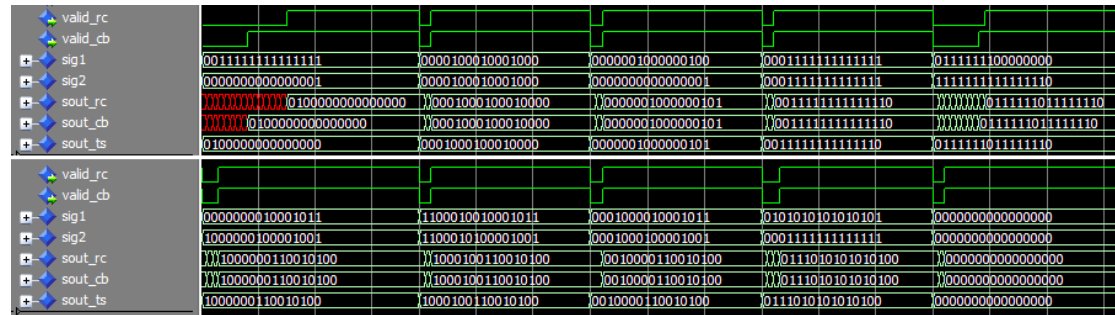 valid_rc
valid_cb
sig1 0011111111111111 0000100010001000 0000001000000100 0001111111111111 0111111100000000
sig2 0000000000000001 0000100010001000 0000000000000001 0001111111111111 1111111111111110
sout_rc 0100000000000000 0001000100010000 0000001000000101 0011111111111110 0111111011111110
sout_cb 0100000000000000 0001000100010000 0000001000000101 0011111111111110 0111111011111110
sout_ts 0100000000000000 0001000100010000 0000001000000101 0011111111111110 0111111011111110
valid_rc
valid_cb
sig1 0000000010001011 1100010010001011 0001000010001011 0101010101010101 0000000000000000
sig2 1000000100001001 1100010100001001 0001000100001001 0001111111111111 0000000000000000
sout_rc 1000000110010100 1000100110010100 0010000110010100 0111010101010100 0000000000000000
sout_cb 1000000110010100 1000100110010100 0010000110010100 0111010101010100 0000000000000000
sout_ts 1000000110010100 1000100110010100 0010000110010100 0111010101010100 0000000000000000